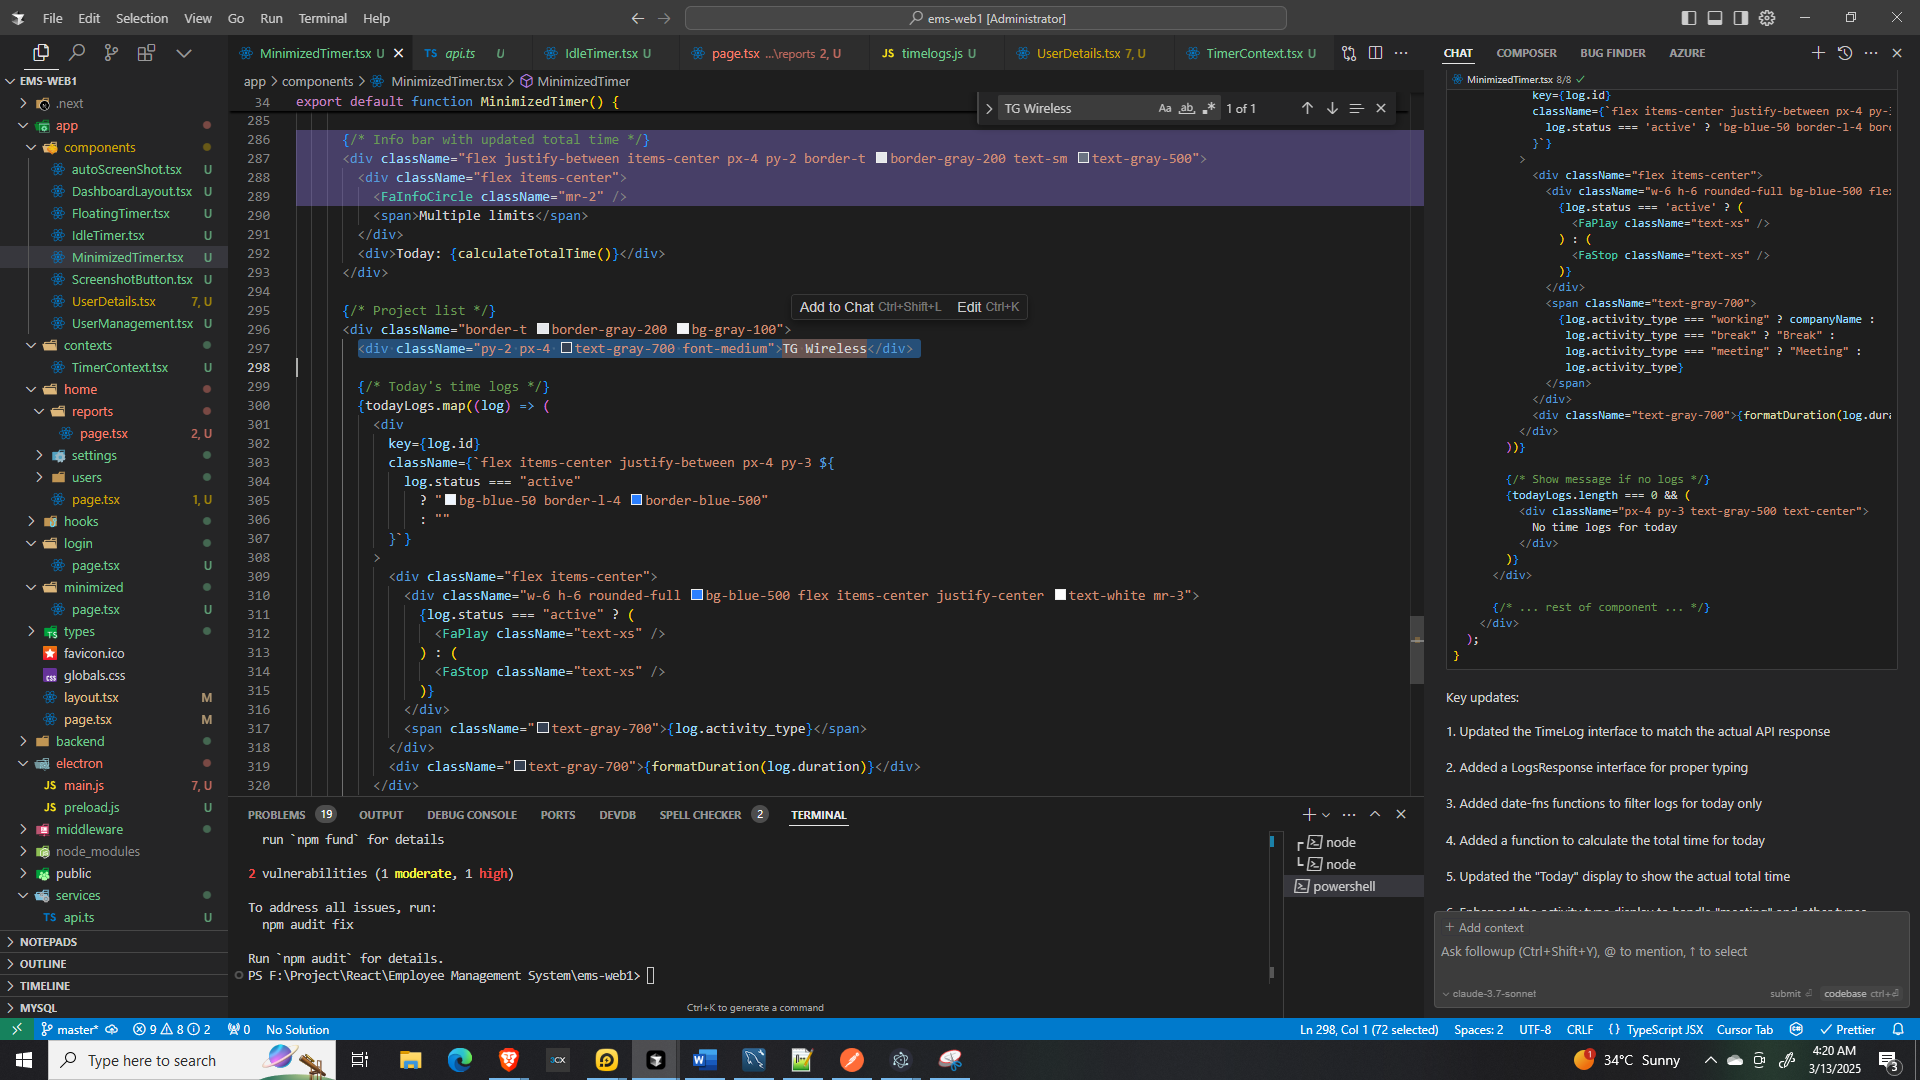 File Edit Selection View Go Run Terminal Help
ems-web1 [Administrator]
MinimizedTimer.tsx U
TS api.ts U
IdleTimer.tsx U
page.tsx ...\reports 2, U
JS timelogs.js U
UserDetails.tsx 7, U
TimerContext.tsx U
CHAT COMPOSER BUG FINDER AZURE
EMS-WEB1
.next
app
components
autoScreenShot.tsx U
DashboardLayout.tsx U
FloatingTimer.tsx U
IdleTimer.tsx U
MinimizedTimer.tsx U
ScreenshotButton.tsx U
UserDetails.tsx 7, U
UserManagement.tsx U
contexts
TimerContext.tsx U
home
reports
page.tsx 2, U
settings
users
page.tsx 1, U
hooks
login
page.tsx U
minimized
page.tsx U
types
favicon.ico
globals.css
layout.tsx M
page.tsx M
backend
electron
JS main.js 7, U
JS preload.js U
middleware
node_modules
public
services
TS api.ts U
NOTEPADS
OUTLINE
TIMELINE
MYSQL
app > components > MinimizedTimer.tsx > MinimizedTimer
TG Wireless Aa ab 1 of 1
34 export default function MinimizedTimer() {
285
286 {/* Info bar with updated total time */}
287 <div className="flex justify-between items-center px-4 py-2 border-t border-gray-200 text-sm text-gray-500">
288 <div className="flex items-center">
289 <FaInfoCircle className="mr-2" />
290 <span>Multiple limits</span>
291 </div>
292 <div>Today: {calculateTotalTime()}</div>
293 </div>
294
295 {/* Project list */}
Add to Chat Ctrl+Shift+L Edit Ctrl+K
296 <div className="border-t border-gray-200 bg-gray-100">
297 <div className="py-2 px-4 text-gray-700 font-medium">TG Wireless</div>
298
299 {/* Today's time logs */}
300 {todayLogs.map((log) => (
301 <div
302 key={log.id}
303 className={`flex items-center justify-between px-4 py-3 ${
304 log.status === "active"
305 ? "bg-blue-50 border-l-4 border-blue-500"
306 : ""
307 }`}
308 >
309 <div className="flex items-center">
310 <div className="w-6 h-6 rounded-full bg-blue-500 flex items-center justify-center text-white mr-3">
311 {log.status === "active" ? (
312 <FaPlay className="text-xs" />
313 ) : (
314 <FaStop className="text-xs" />
315 )}
316 </div>
317 <span className="text-gray-700">{log.activity_type}</span>
318 </div>
319 <div className="text-gray-700">{formatDuration(log.duration)}</div>
320 </div>
PROBLEMS 19 OUTPUT DEBUG CONSOLE PORTS DEVDB SPELL CHECKER 2 TERMINAL
run `npm fund` for details
2 vulnerabilities (1 moderate, 1 high)
To address all issues, run:
npm audit fix
Run `npm audit` for details.
PS F:\Project\React\Employee Management System\ems-web1>
Ctrl+K to generate a command
node
node
powershell
MinimizedTimer.tsx 8/8
key={log.id}
className={`flex items-center justify-between px-4 py-
log.status === 'active' ? 'bg-blue-50 border-l-4 bor
}`}
>
<div className="flex items-center">
<div className="w-6 h-6 rounded-full bg-blue-500 fle
{log.status === 'active' ? (
<FaPlay className="text-xs" />
) : (
<FaStop className="text-xs" />
)}
</div>
<span className="text-gray-700">
{log.activity_type === "working" ? companyName :
log.activity_type === "break" ? "Break" :
log.activity_type === "meeting" ? "Meeting" :
log.activity_type}
</span>
</div>
<div className="text-gray-700">{formatDuration(log.dura
</div>
))}
{/* Show message if no logs */}
{todayLogs.length === 0 && (
<div className="px-4 py-3 text-gray-500 text-center">
No time logs for today
</div>
)}
</div>
{/* ... rest of component ... */}
</div>
);
}
Key updates:
1. Updated the TimeLog interface to match the actual API response
2. Added a LogsResponse interface for proper typing
3. Added date-fns functions to filter logs for today only
4. Added a function to calculate the total time for today
5. Updated the "Today" display to show the actual total time
6. Enhanced the activity type display to handle "meeting" and other types
+ Add context
Ask followup (Ctrl+Shift+Y), @ to mention, ↑ to select
claude-3.7-sonnet submit codebase ctrl+
master* 9 8 2 0 No Solution
Ln 298, Col 1 (72 selected) Spaces: 2 UTF-8 CRLF {} TypeScript JSX Cursor Tab Prettier
Type here to search
34°C Sunny
4:20 AM
3/13/2025
3